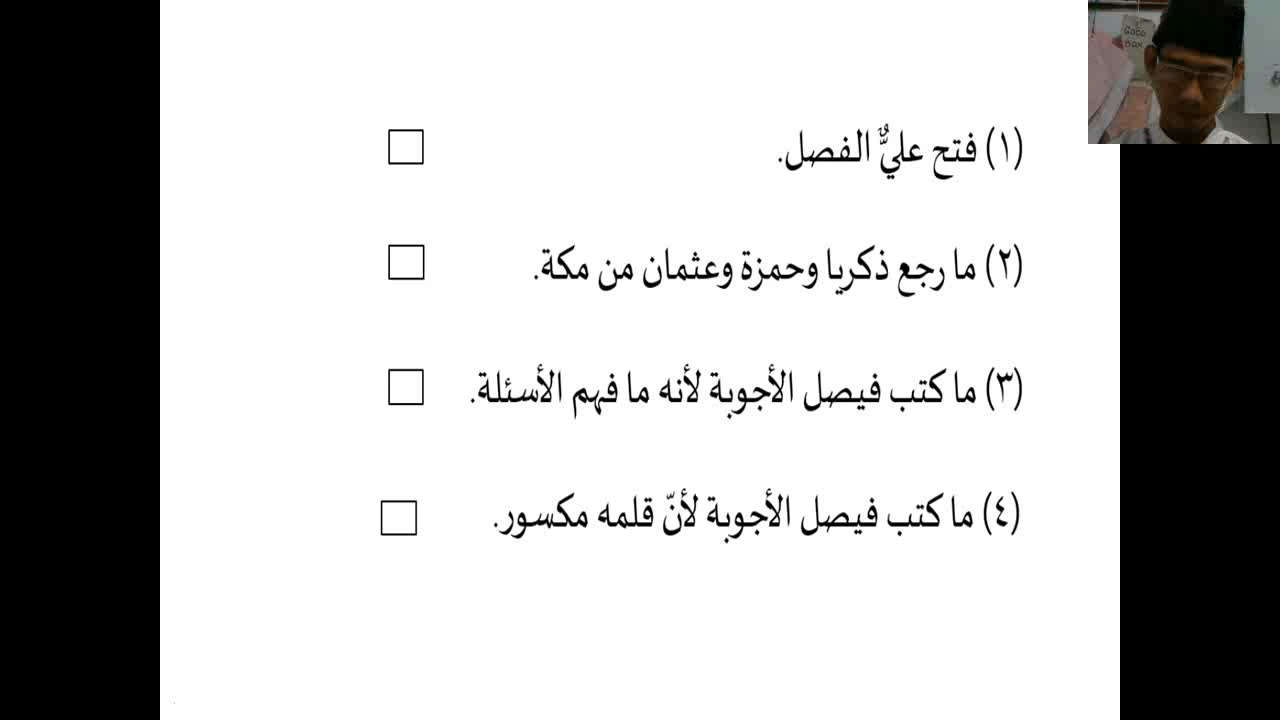 (١) فتح عليٌّ الفصل.
(٢) ما رجع ذكريا وحمزة وعثمان من مكة.
(٣) ما كتب فيصل الأجوبة لأنه ما فهم الأسئلة.
(٤) ما كتب فيصل الأجوبة لأنّ قلمه مكسور.